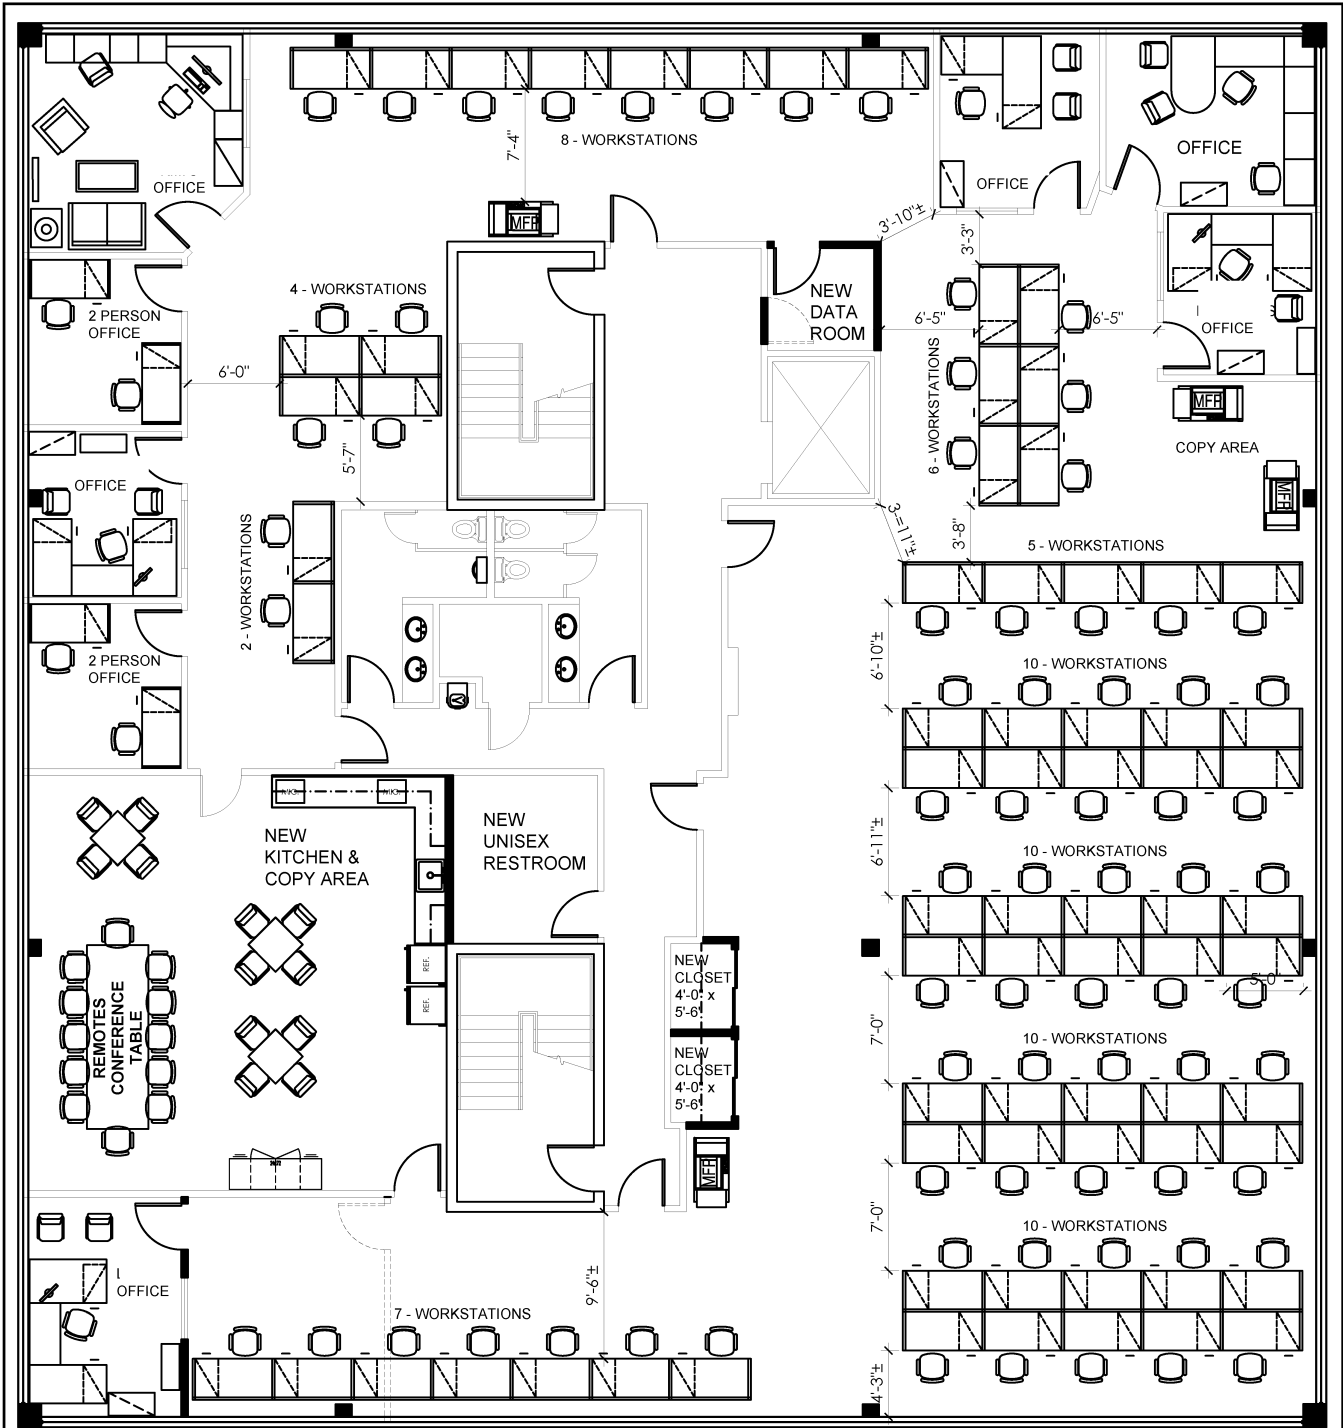 8 - WORKSTATIONS
7'-4"
OFFICE
MFP
OFFICE
OFFICE
3'-10"±
3'-3"
4 - WORKSTATIONS
2 PERSON
OFFICE
NEW
DATA
ROOM
6'-5"
6'-5"
OFFICE
6'-0"
6 - WORKSTATIONS
MFP
COPY AREA
5'-7"
OFFICE
MFP
2 - WORKSTATIONS
3-=11"±
3'-8"
5 - WORKSTATIONS
6'-10"±
2 PERSON
OFFICE
10 - WORKSTATIONS
MIC.
MIC.
NEW
KITCHEN &
COPY AREA
NEW
UNISEX
RESTROOM
6'-11"±
10 - WORKSTATIONS
REF.
REF.
REMOTES
CONFERENCE
TABLE
NEW
CLOSET
4'-0" x
5'-6"
5'-0"
7'-0"
NEW
CLOSET
4'-0" x
5'-6"
10 - WORKSTATIONS
MFP
7'-0"
10 - WORKSTATIONS
OFFICE
9'-6"±
7 - WORKSTATIONS
4'-3"±